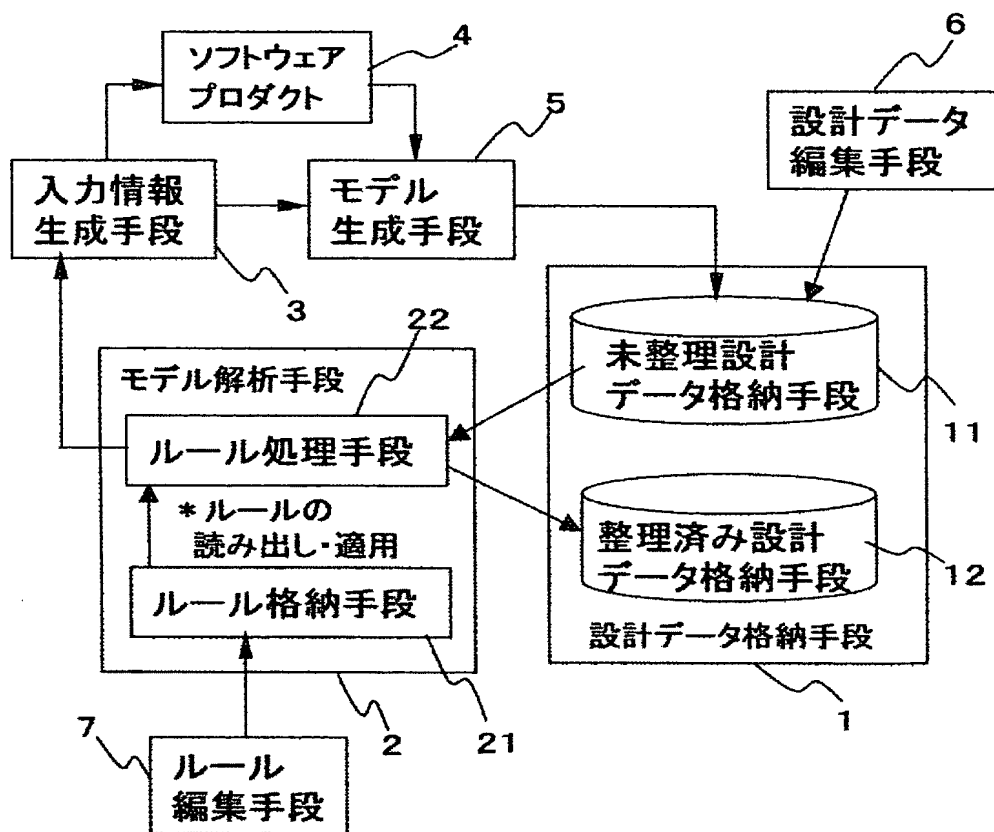 ソフトウェア
プロダクト
4
6
設計データ
編集手段
5
入力情報
生成手段
モデル
生成手段
3
22
モデル解析手段
ルール処理手段
*ルールの
読み出し・適用
ルール格納手段
未整理設計
データ格納手段
11
整理済み設計
データ格納手段
12
設計データ格納手段
1
2
21
7
ルール
編集手段